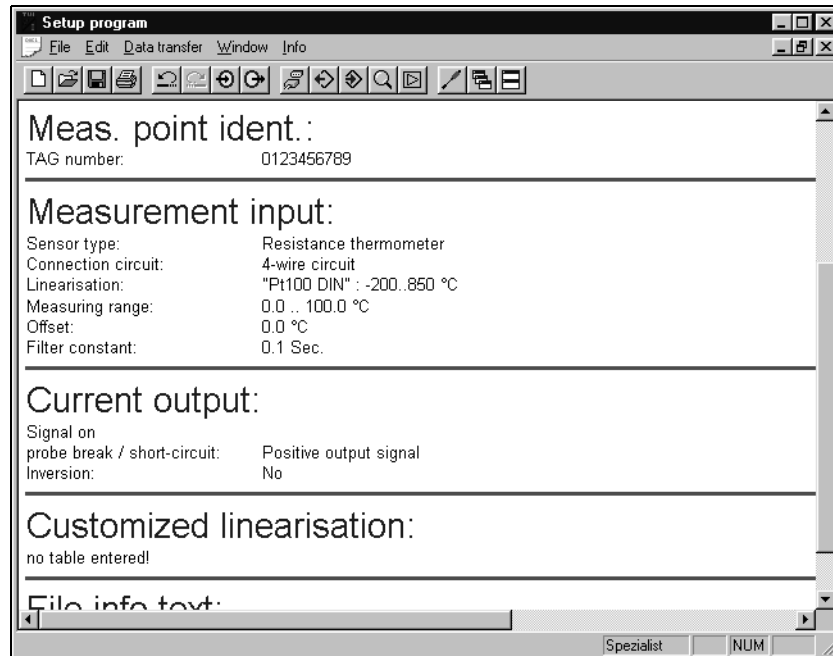 Setup program
File Edit Data transfer Window Info
Meas. point ident.:
TAG number: 0123456789
Measurement input:
Sensor type: Resistance thermometer
Connection circuit: 4-wire circuit
Linearisation: "Pt100 DIN" : -200..850 °C
Measuring range: 0.0 .. 100.0 °C
Offset: 0.0 °C
Filter constant: 0.1 Sec.
Current output:
Signal on
probe break / short-circuit: Positive output signal
Inversion: No
Customized linearisation:
no table entered!
File info text:
Spezialist NUM